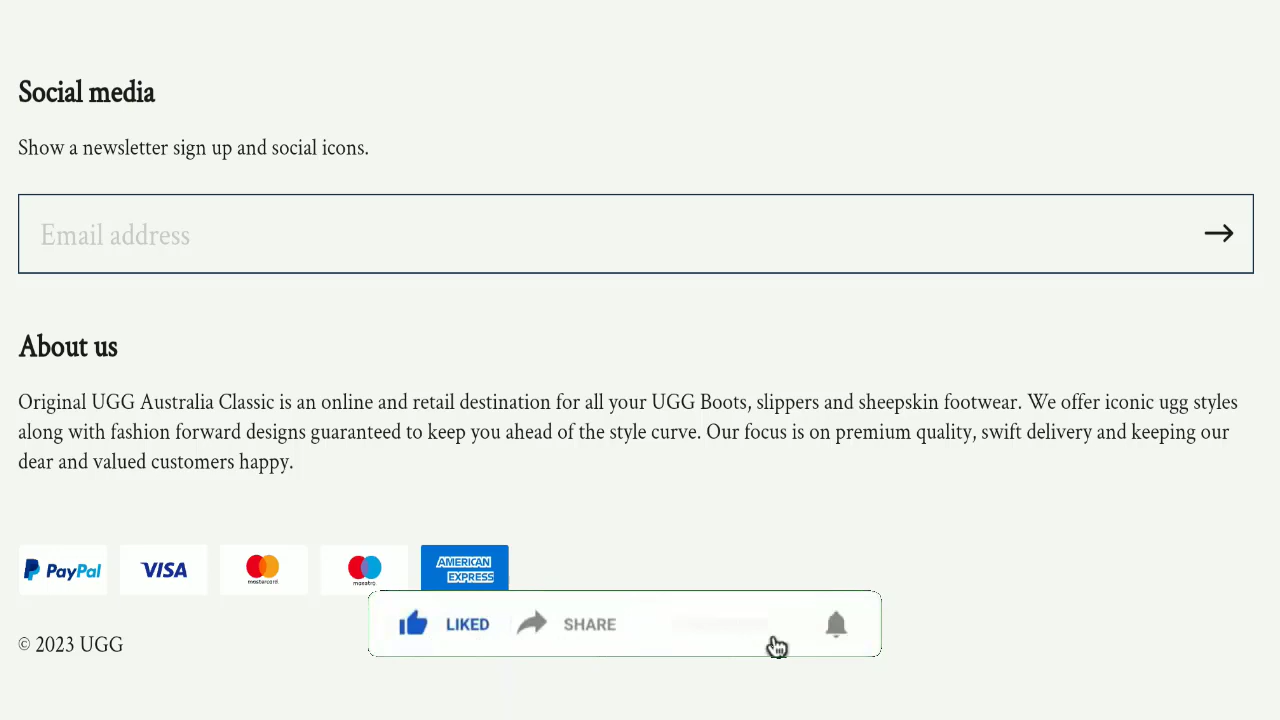 Social media
Show a newsletter sign up and social icons.
Email address
About us
Original UGG Australia Classic is an online and retail destination for all your UGG Boots, slippers and sheepskin footwear. We offer iconic ugg styles
along with fashion forward designs guaranteed to keep you ahead of the style curve. Our focus is on premium quality, swift delivery and keeping our
dear and valued customers happy.
PayPal VISA mastercard maestro AMERICAN EXPRESS
LIKED SHARE
© 2023 UGG